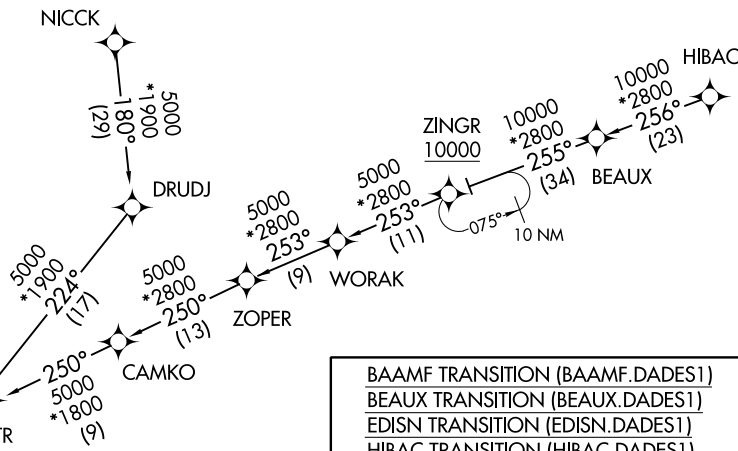 NICCK
5000
*1900
180°
(29)
DRUDJ
5000
*1900
224°
(17)
HIBAC
10000
*2800
256°
(23)
BEAUX
10000
*2800
255°
(34)
ZINGR
10000
075°
10 NM
5000
*2800
253°
(11)
WORAK
5000
*2800
253°
(9)
ZOPER
5000
*2800
250°
(13)
CAMKO
250°
5000
*1800
(9)
TR
BAAMF TRANSITION (BAAMF.DADES1)
BEAUX TRANSITION (BEAUX.DADES1)
EDISN TRANSITION (EDISN.DADES1)
HIBAC TRANSITION (HIBAC.DADES1)